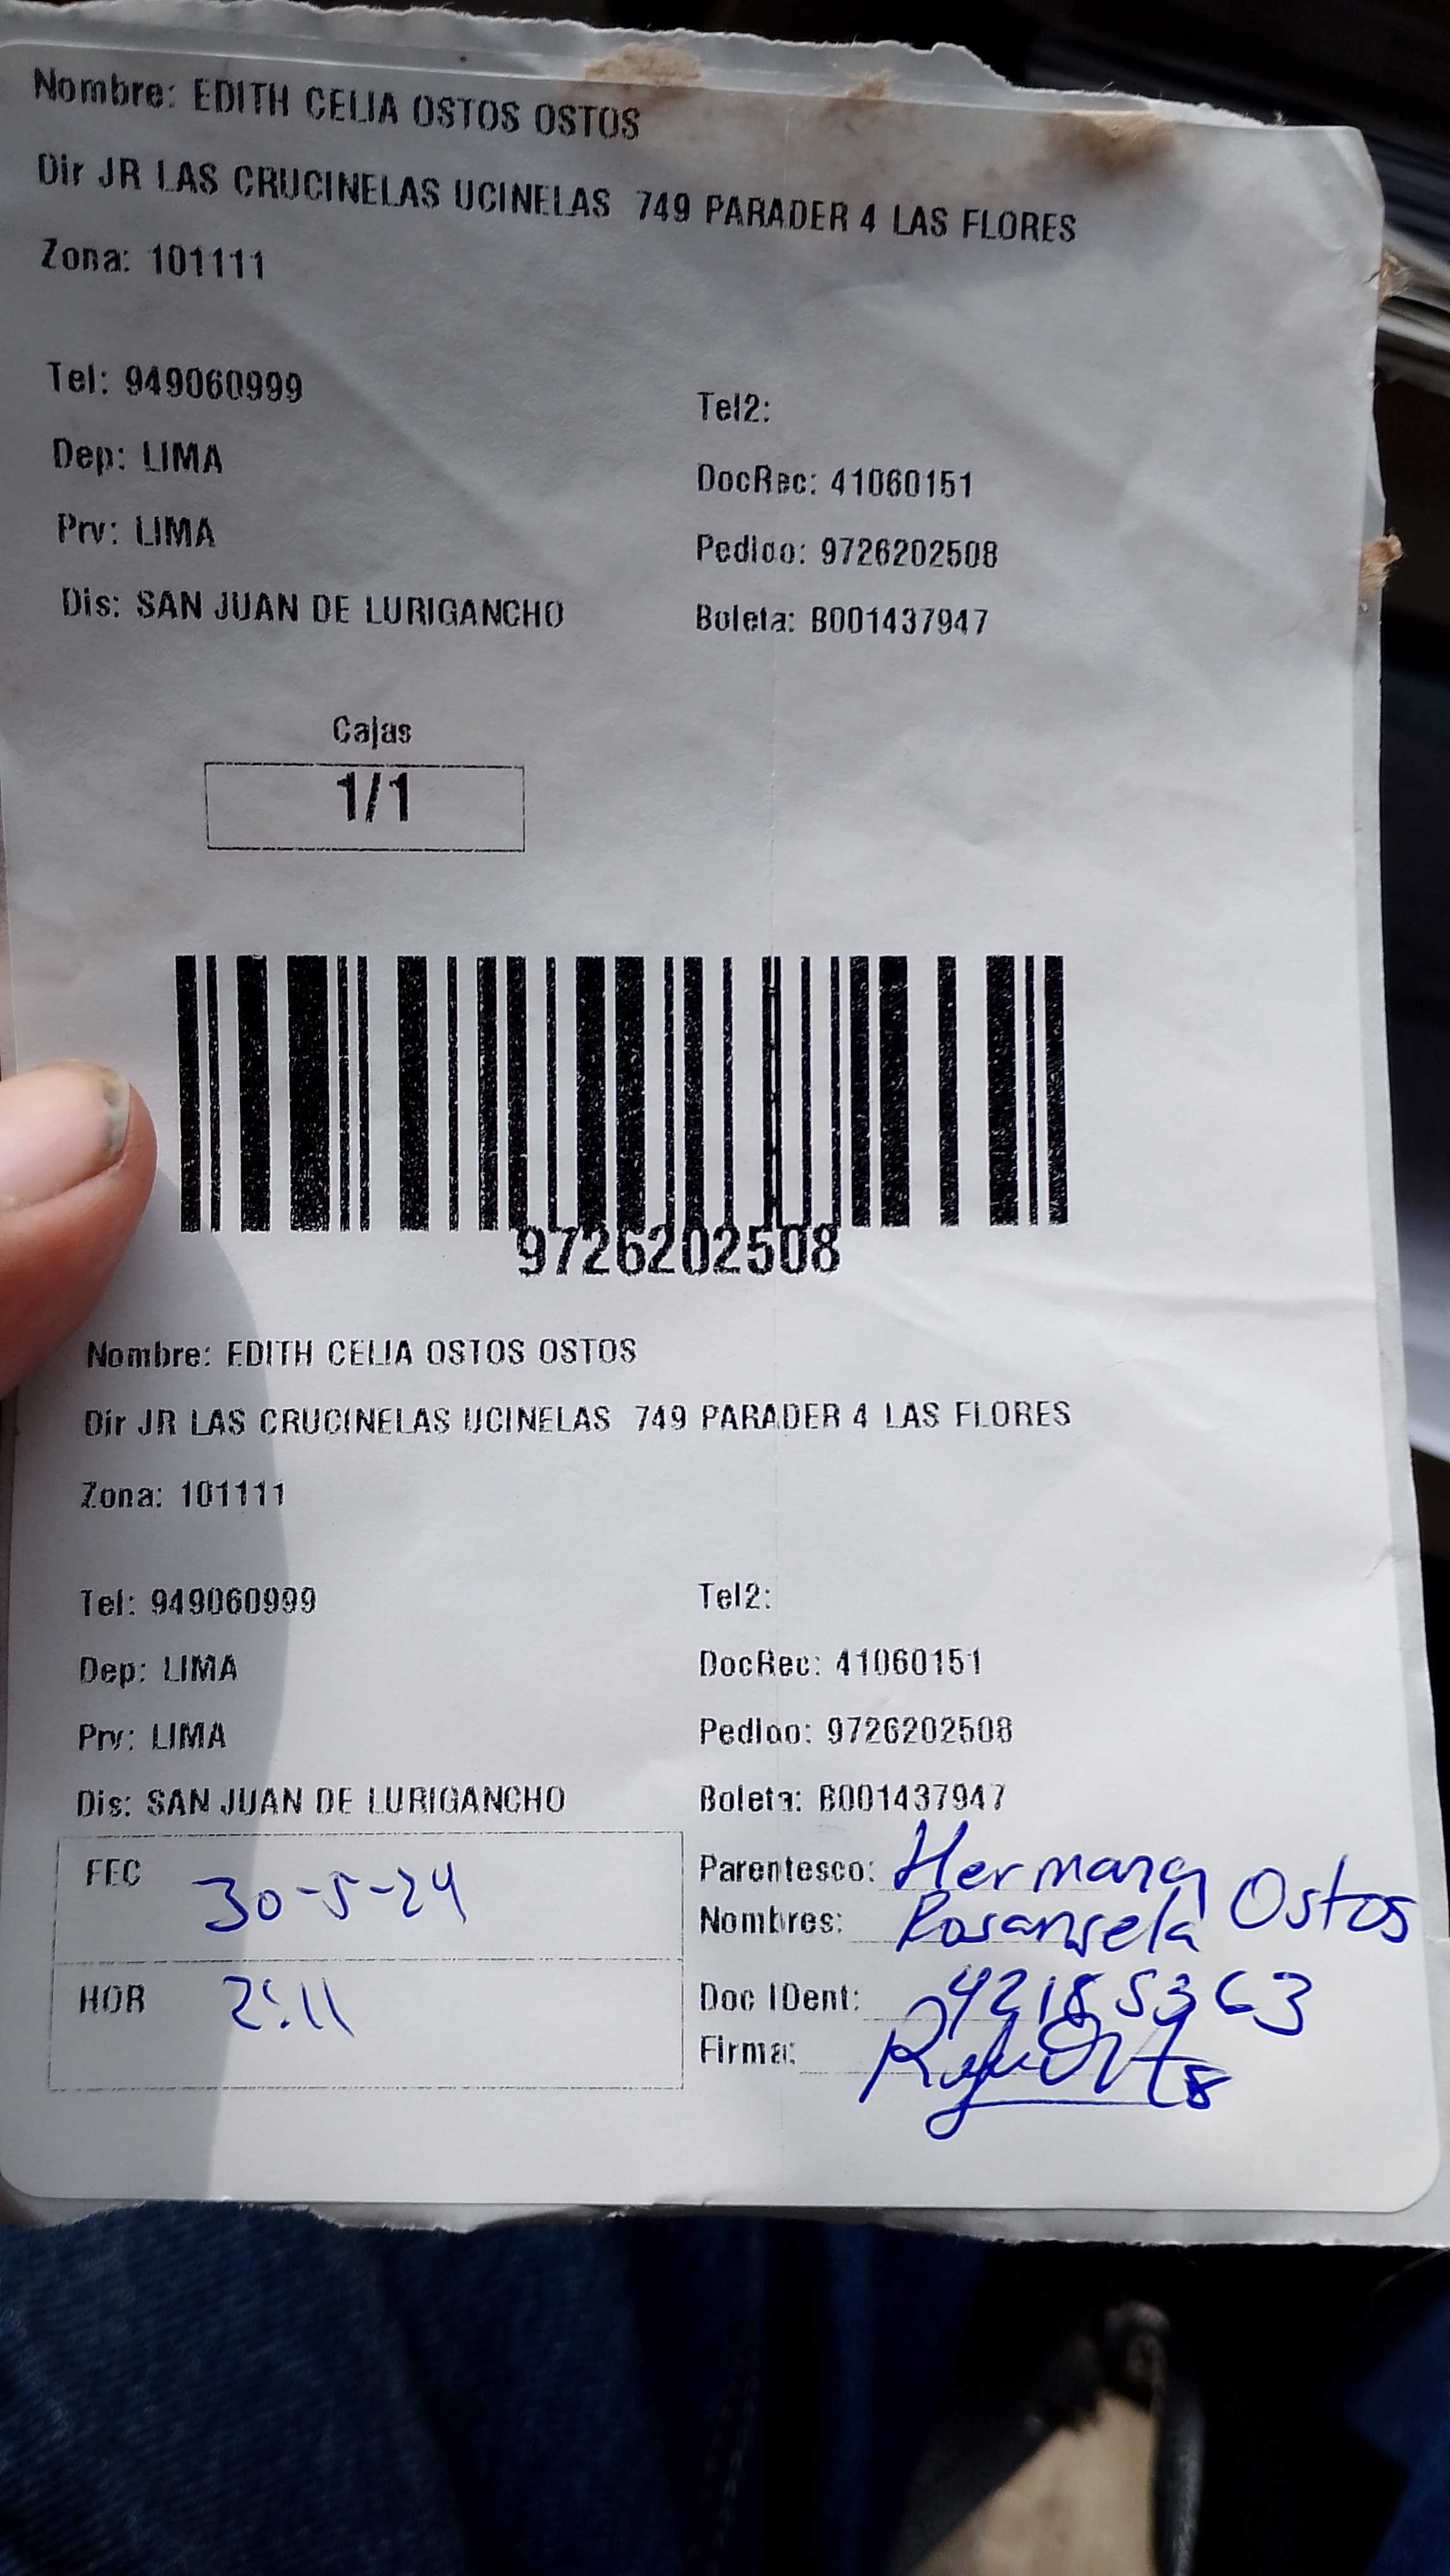 Nombre: EDITH CELIA OSTOS OSTOS
Dir JR LAS CRUCINELAS UCINELAS 749 PARADER 4 LAS FLORES
Zona: 101111
Tel: 949060999 Tel2:
Dep: LIMA DocRec: 41060151
Prv: LIMA Pedido: 9726202508
Dis: SAN JUAN DE LURIGANCHO Boleta: B001437947
Cajas
1/1
9726202508
Nombre: EDITH CELIA OSTOS OSTOS
Dir JR LAS CRUCINELAS UCINELAS 749 PARADER 4 LAS FLORES
Zona: 101111
Tel: 949060999 Tel2:
Dep: LIMA DocRec: 41060151
Prv: LIMA Pedido: 9726202508
Dis: SAN JUAN DE LURIGANCHO Boleta: B001437947
FEC 30-5-24 Parentesco: Hermana
Nombres: Rosangela Ostos
HOR 2:11 Doc IDent: 42185363
Firma: